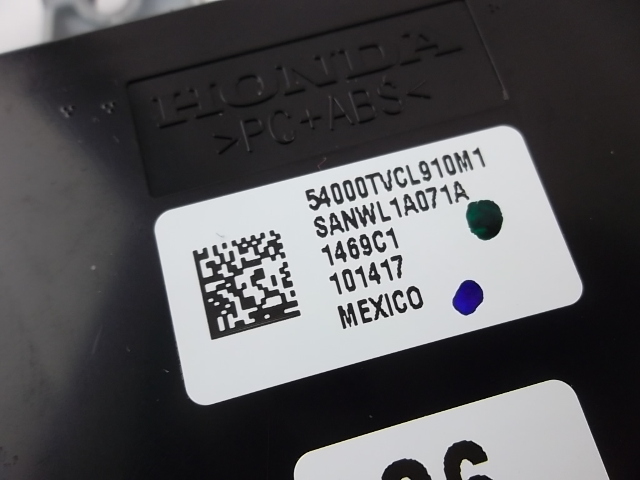 HONDA
>PC+ABS<
54000TVCL910M1
SANWL1A071A
1469C1
101417
MEXICO